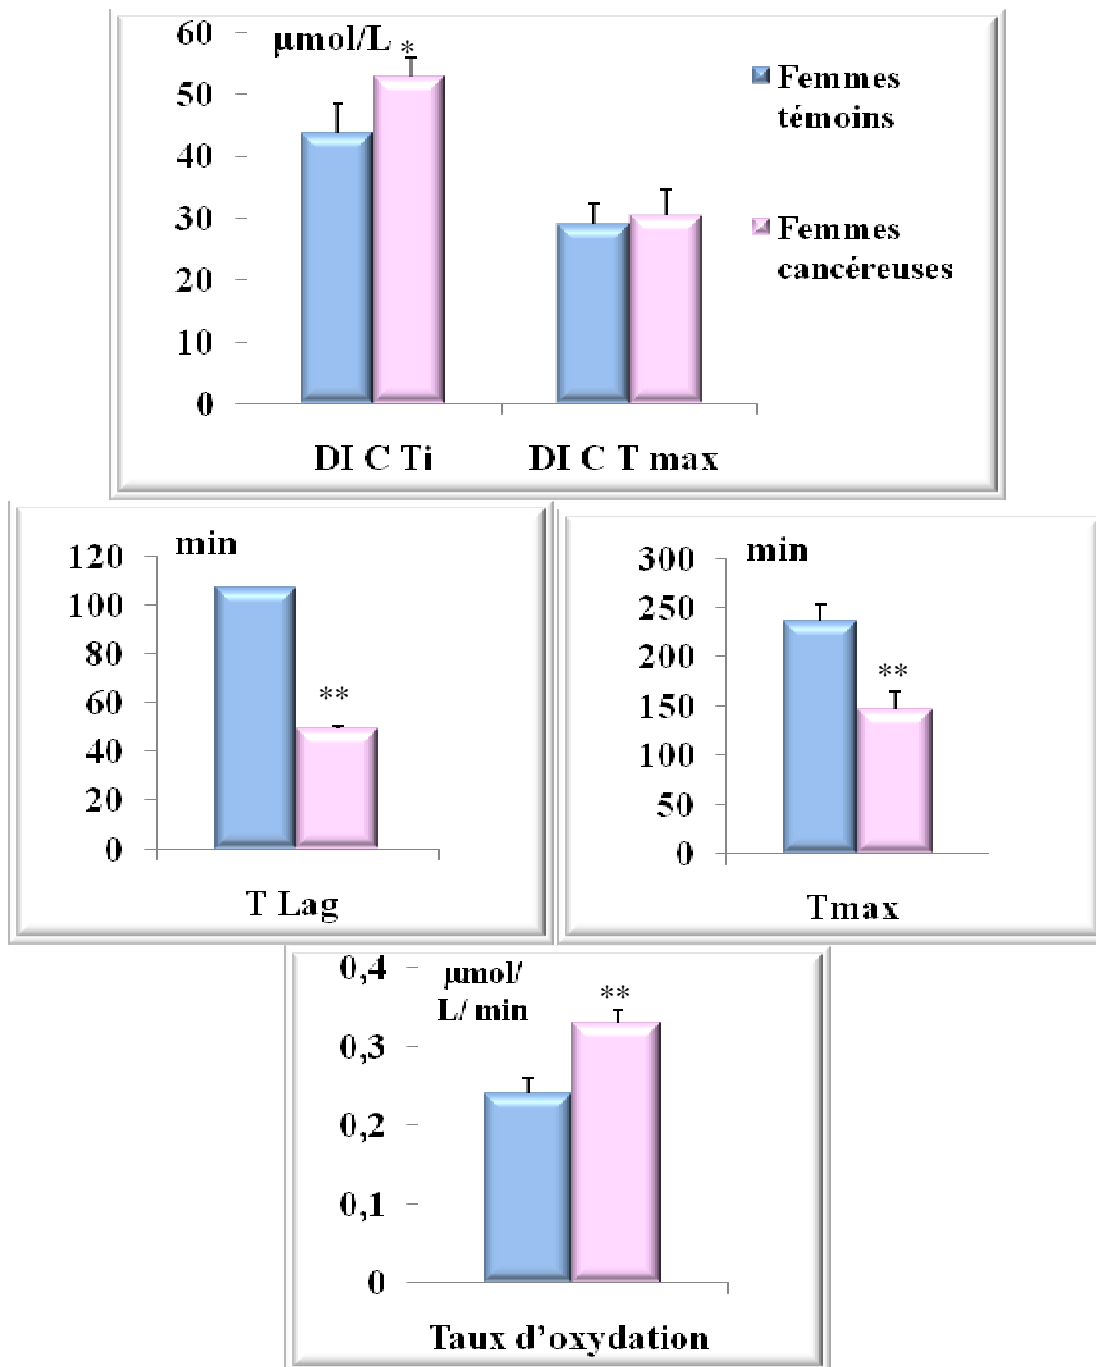 60
50
40
30
20
10
0
µmol/L *
Femmes
témoins
Femmes
cancéreuses
DI C Ti DI C T max
120
100
80
60
40
20
0
min
**
T Lag
300
250
200
150
100
50
0
min
**
Tmax
0,4
0,3
0,2
0,1
0
µmol/
L/ min
**
Taux d’oxydation